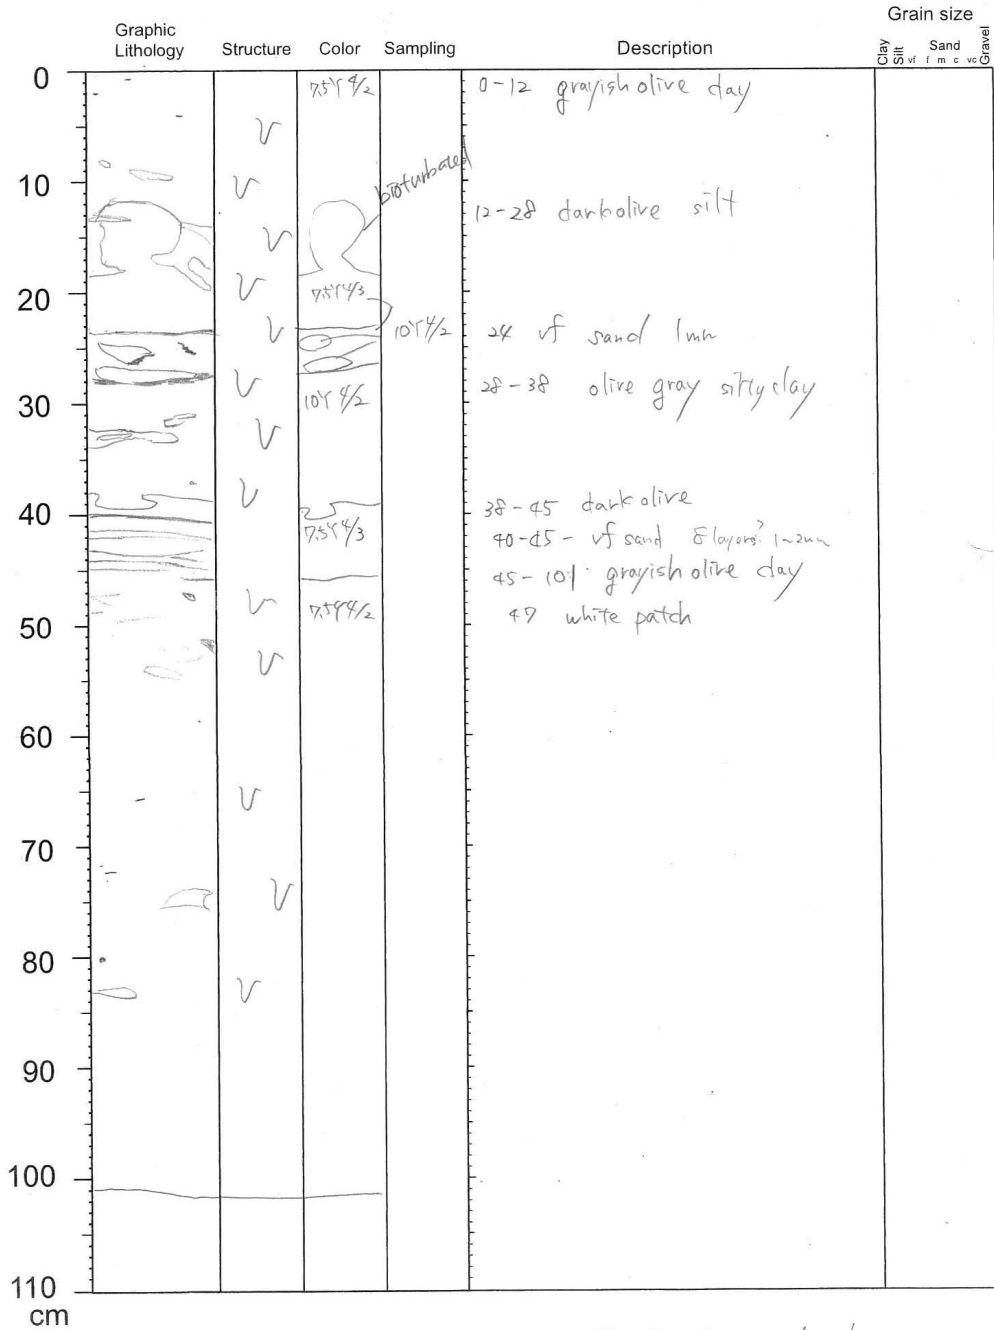 Grain size
Graphic
Lithology Structure Color Sampling Description
Clay Silt vf f m c vc Gravel
Sand
0 7.5Y 4/2 0-12 grayish olive clay
bioturbated
10
12-28 dark olive silt
20 7.5Y 4/3
10Y 4/2 24 vf sand 1mm
28-38 olive gray silty clay
30 10Y 4/2
38-45 dark olive
40 7.5Y 4/3 40-45 - vf sand 8 layers? 1~2mm
45-101. grayish olive clay
50 7.5Y 4/2 47 white patch
60
70
80
90
100
110
cm